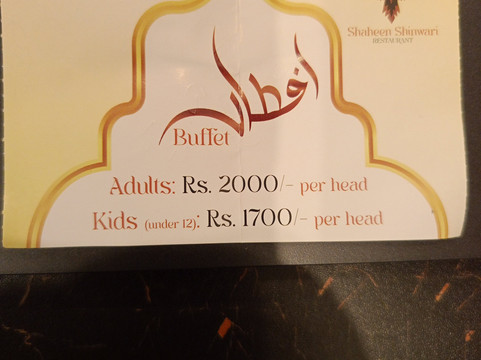 Shaheen Shinwari
RESTAURANT
افطار
Buffet
Adults: Rs. 2000/- per head
Kids (under 12): Rs. 1700/- per head